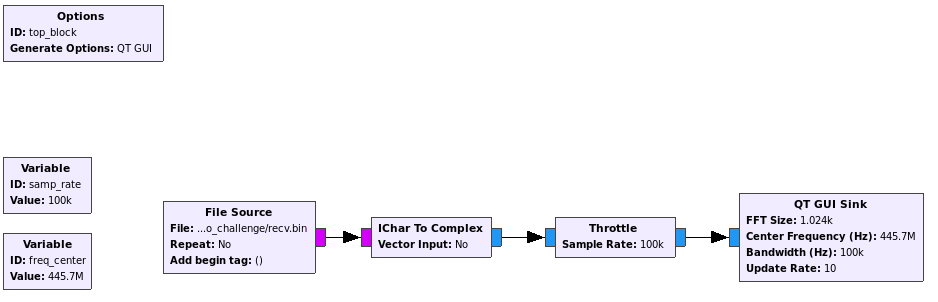 Options
ID: top_block
Generate Options: QT GUI
Variable
ID: samp_rate
Value: 100k
Variable
ID: freq_center
Value: 445.7M
File Source
File: ...o_challenge/recv.bin
Repeat: No
Add begin tag: ()
IChar To Complex
Vector Input: No
Throttle
Sample Rate: 100k
QT GUI Sink
FFT Size: 1.024k
Center Frequency (Hz): 445.7M
Bandwidth (Hz): 100k
Update Rate: 10